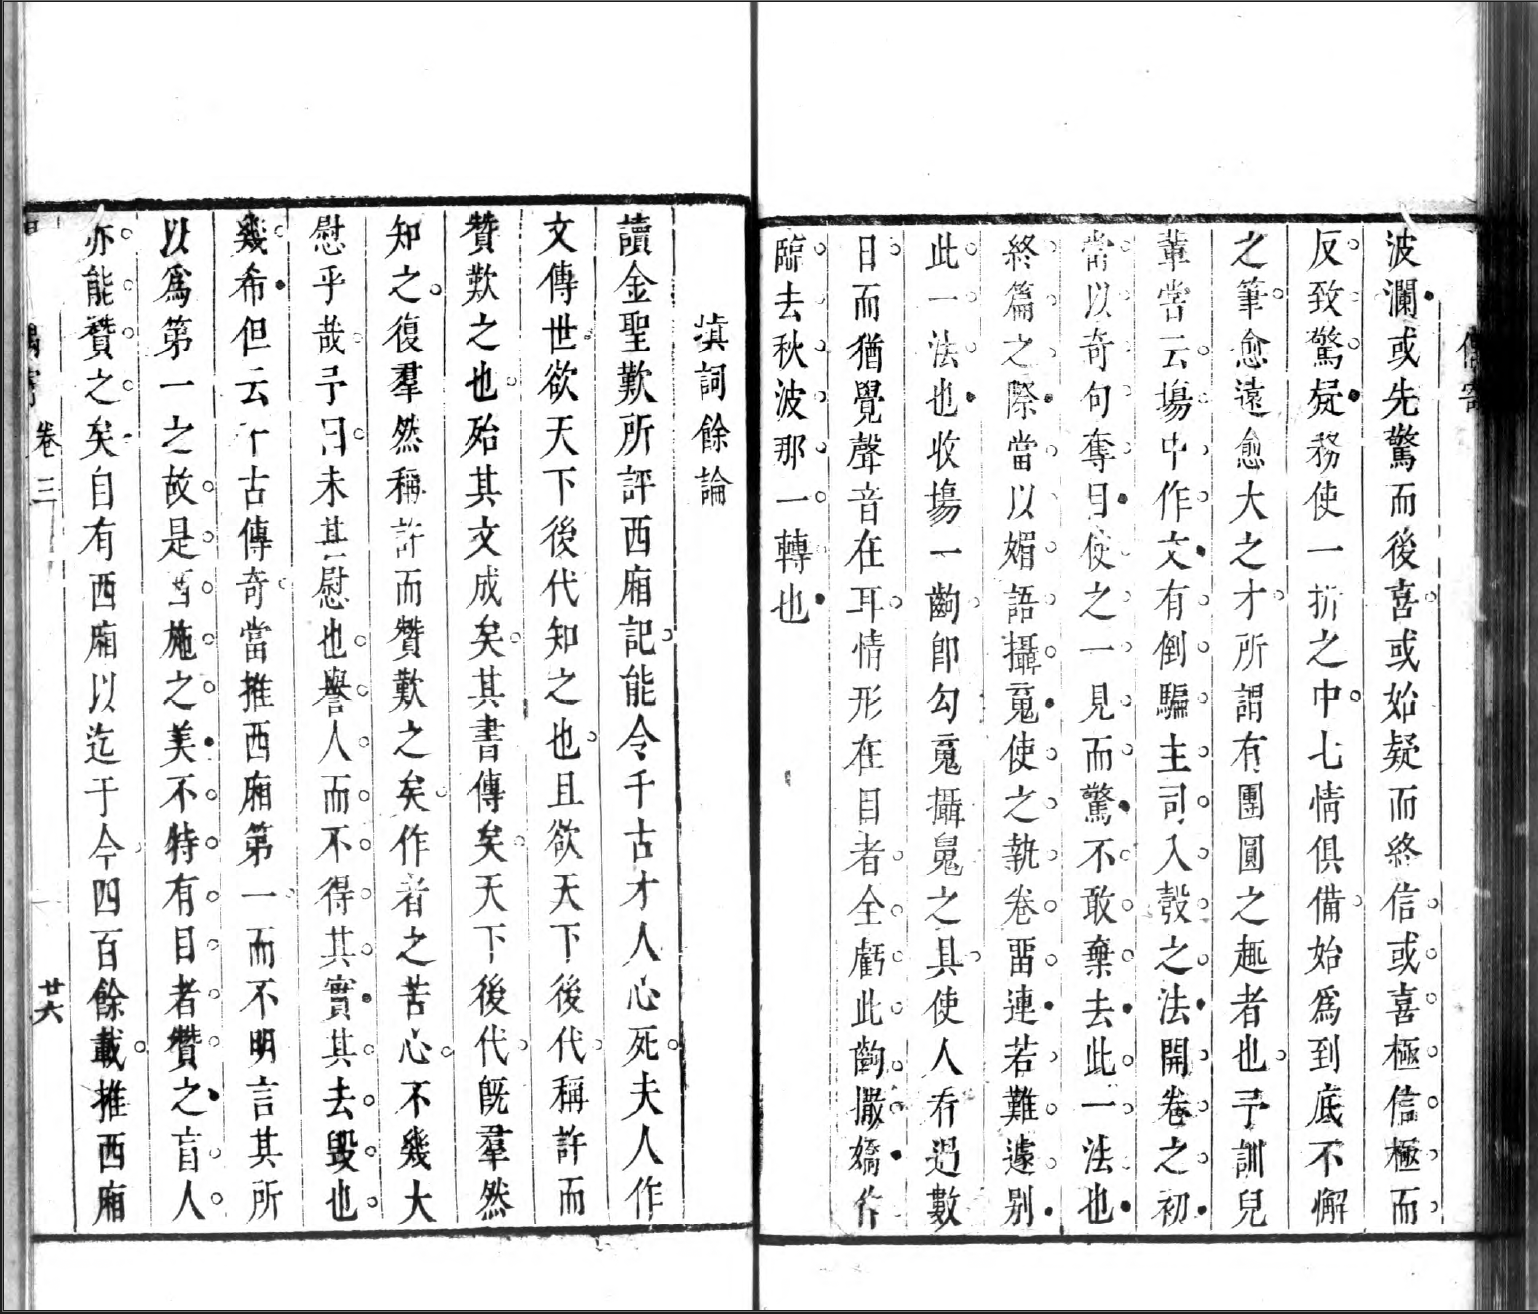 波瀾或先驚而後喜或始疑而終信或喜極信極而
反致驚疑務使一折之中七情俱備始爲到底不懈
之筆愈遠愈大之才所謂有團圓之趣者也予訓兒
輩嘗云塲中作文有倒騙主司入彀之法開卷之初
當以奇句奪目使之一見而驚不敢棄去此一法也
終篇之際當以媚語攝䰟使之執卷畱連若難遽別
此一法也收塲一齣卽勾䰟攝䰟之具使人看過數
日而猶覺聲音在耳情形在目者全虧此齣撒嬌作
臨去秋波那一轉也
塡詞餘論
讀金聖歎所評西廂記能令千古才人心死夫人作
文傳世欲天下後代知之也且欲天下後代稱許而
贊歎之也殆其文成矣其書傳矣天下後代旣羣然
知之復羣然稱許而贊歎之矣作者之苦心不幾大
慰乎哉予曰未甚慰也譽人而不得其實其去毀也
幾希但云千古傳奇當推西廂第一而不明言其所
以爲第一之故是西施之美不特有目者贊之盲人
亦能贊之矣自有西廂以迄于今四百餘載推西廂
卷三
廿六